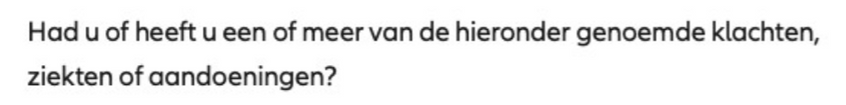 Had u of heeft u een of meer van de hieronder genoemde klachten,
ziekten of aandoeningen?